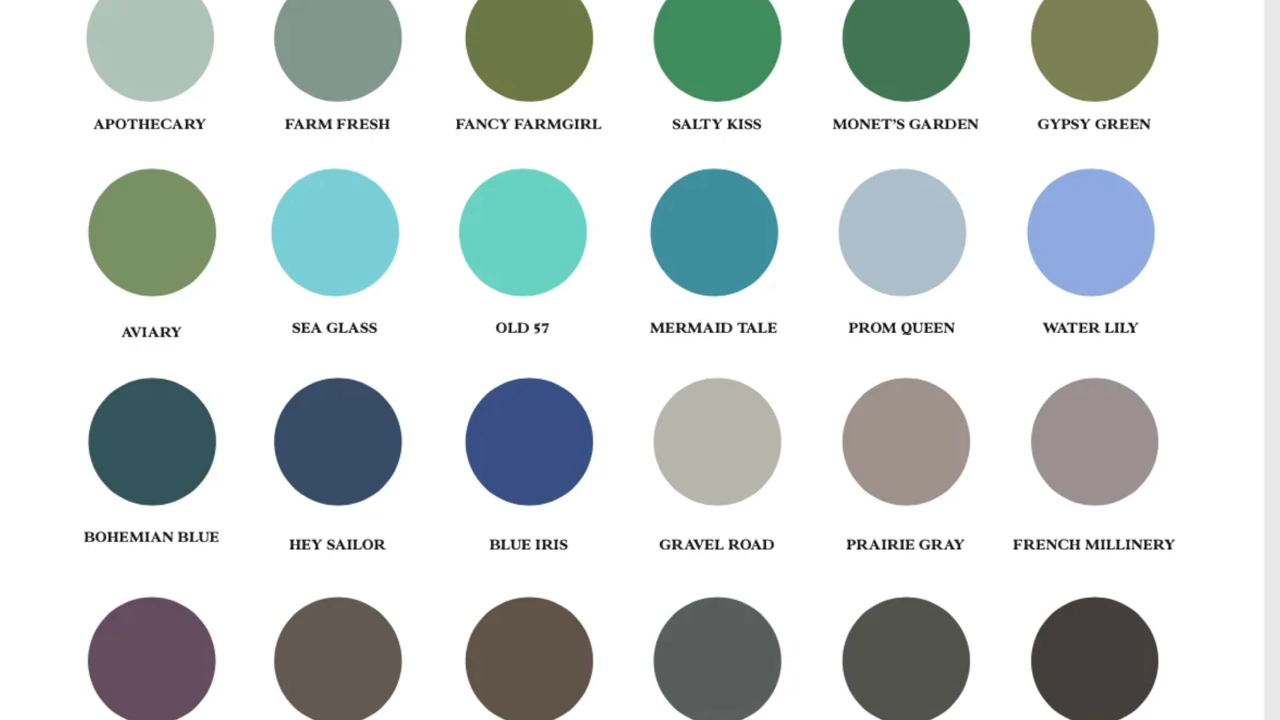 APOTHECARY
FARM FRESH
FANCY FARMGIRL
SALTY KISS
MONET'S GARDEN
GYPSY GREEN
AVIARY
SEA GLASS
OLD 57
MERMAID TALE
PROM QUEEN
WATER LILY
BOHEMIAN BLUE
HEY SAILOR
BLUE IRIS
GRAVEL ROAD
PRAIRIE GRAY
FRENCH MILLINERY